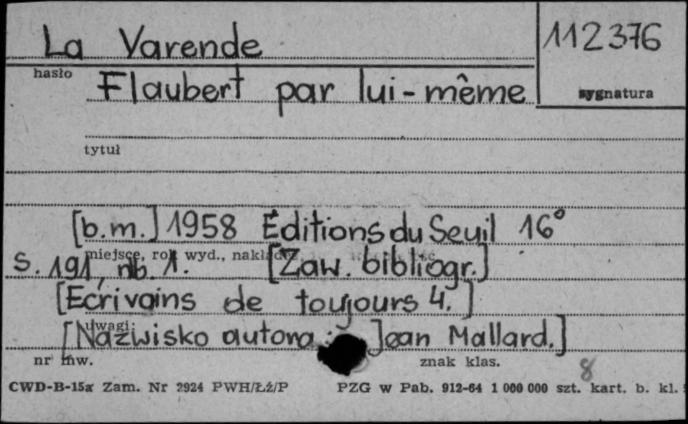 La Varende
112376
hasło
Flaubert par lui-même
sygnatura
tytuł
[b.m.] 1958 Éditions du Seuil 16°
miejsce, rok wyd., nakładca
s. 191, nb. 1. [Zaw. bibliogr.]
[Ecrivains de toujours 4.]
uwagi:
[Nazwisko autora : Jean Mallard.]
nr inw. znak klas.
8
CWD-B-15a Zam. Nr 2924 PWH/Łź/P PZG w Pab. 912-64 1 000 000 szt. kart. b. kl.